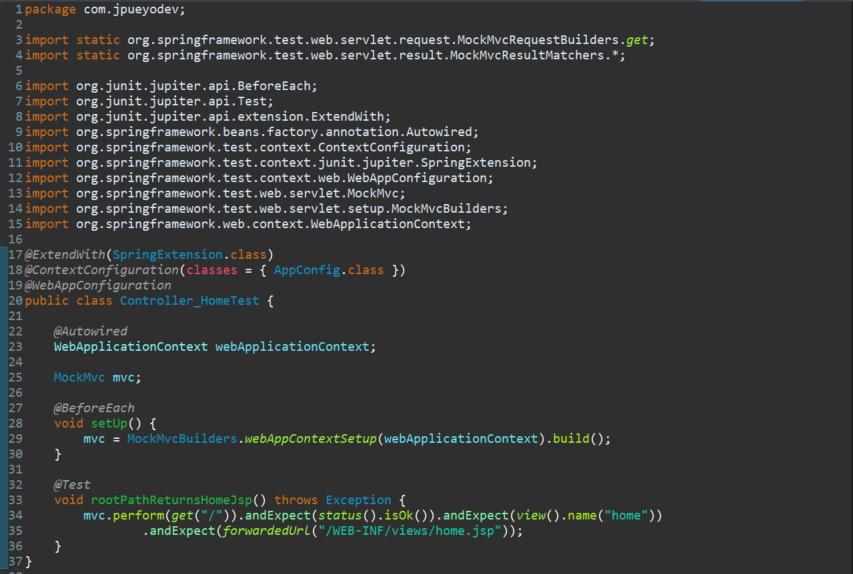 1 package com.jpueyodev;
2
3 import static org.springframework.test.web.servlet.request.MockMvcRequestBuilders.get;
4 import static org.springframework.test.web.servlet.result.MockMvcResultMatchers.*;
5
6 import org.junit.jupiter.api.BeforeEach;
7 import org.junit.jupiter.api.Test;
8 import org.junit.jupiter.api.extension.ExtendWith;
9 import org.springframework.beans.factory.annotation.Autowired;
10 import org.springframework.test.context.ContextConfiguration;
11 import org.springframework.test.context.junit.jupiter.SpringExtension;
12 import org.springframework.test.context.web.WebAppConfiguration;
13 import org.springframework.test.web.servlet.MockMvc;
14 import org.springframework.test.web.servlet.setup.MockMvcBuilders;
15 import org.springframework.web.context.WebApplicationContext;
16
17 @ExtendWith(SpringExtension.class)
18 @ContextConfiguration(classes = { AppConfig.class })
19 @WebAppConfiguration
20 public class Controller_HomeTest {
21
22     @Autowired
23     WebApplicationContext webApplicationContext;
24
25     MockMvc mvc;
26
27     @BeforeEach
28     void setUp() {
29         mvc = MockMvcBuilders.webAppContextSetup(webApplicationContext).build();
30     }
31
32     @Test
33     void rootPathReturnsHomeJsp() throws Exception {
34         mvc.perform(get("/")).andExpect(status().isOk()).andExpect(view().name("home"))
35                 .andExpect(forwardedUrl("/WEB-INF/views/home.jsp"));
36     }
37 }